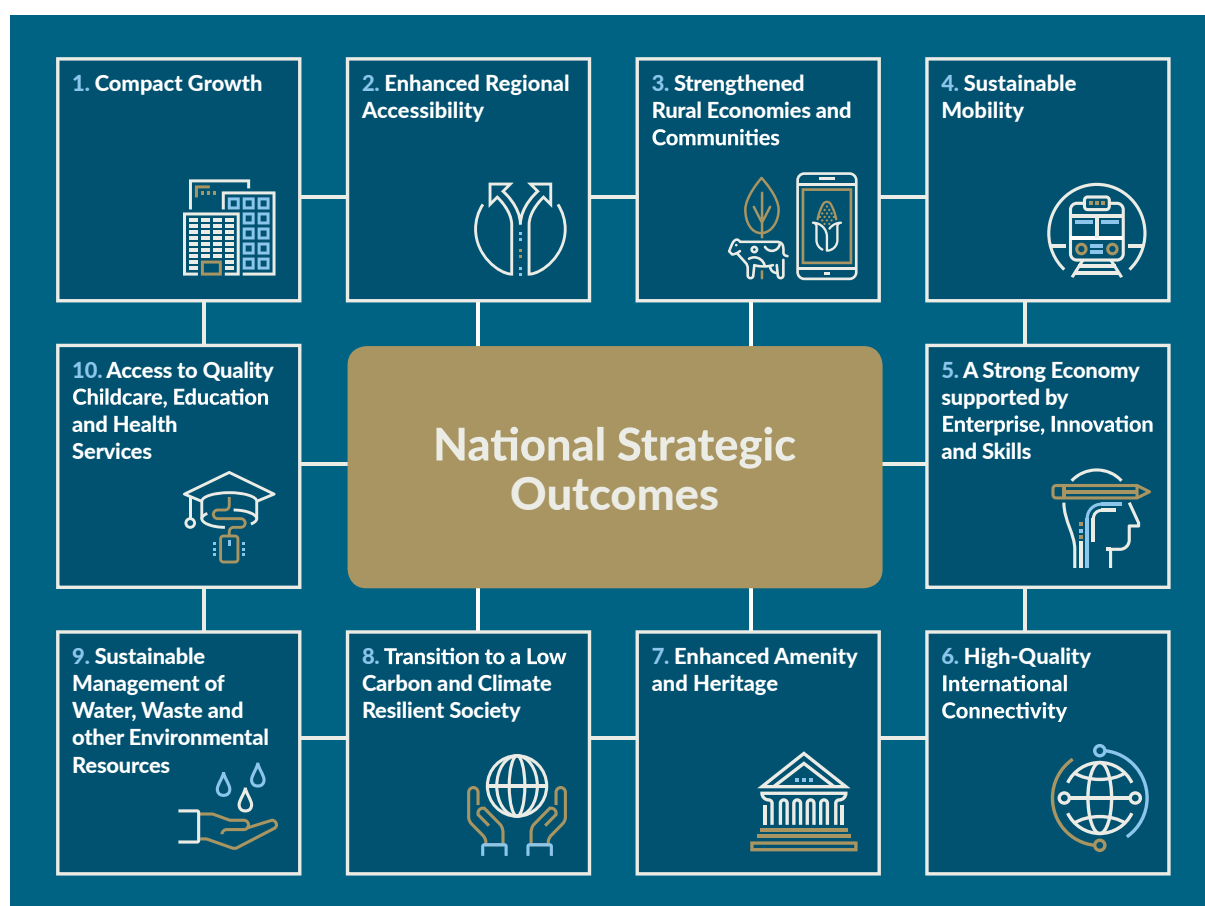 1. Compact Growth
2. Enhanced Regional
Accessibility
3. Strengthened
Rural Economies and
Communities
4. Sustainable
Mobility
10. Access to Quality
Childcare, Education
and Health
Services
National Strategic
Outcomes
5. A Strong Economy
supported by
Enterprise, Innovation
and Skills
9. Sustainable
Management of
Water, Waste and
other Environmental
Resources
8. Transition to a Low
Carbon and Climate
Resilient Society
7. Enhanced Amenity
and Heritage
6. High-Quality
International
Connectivity